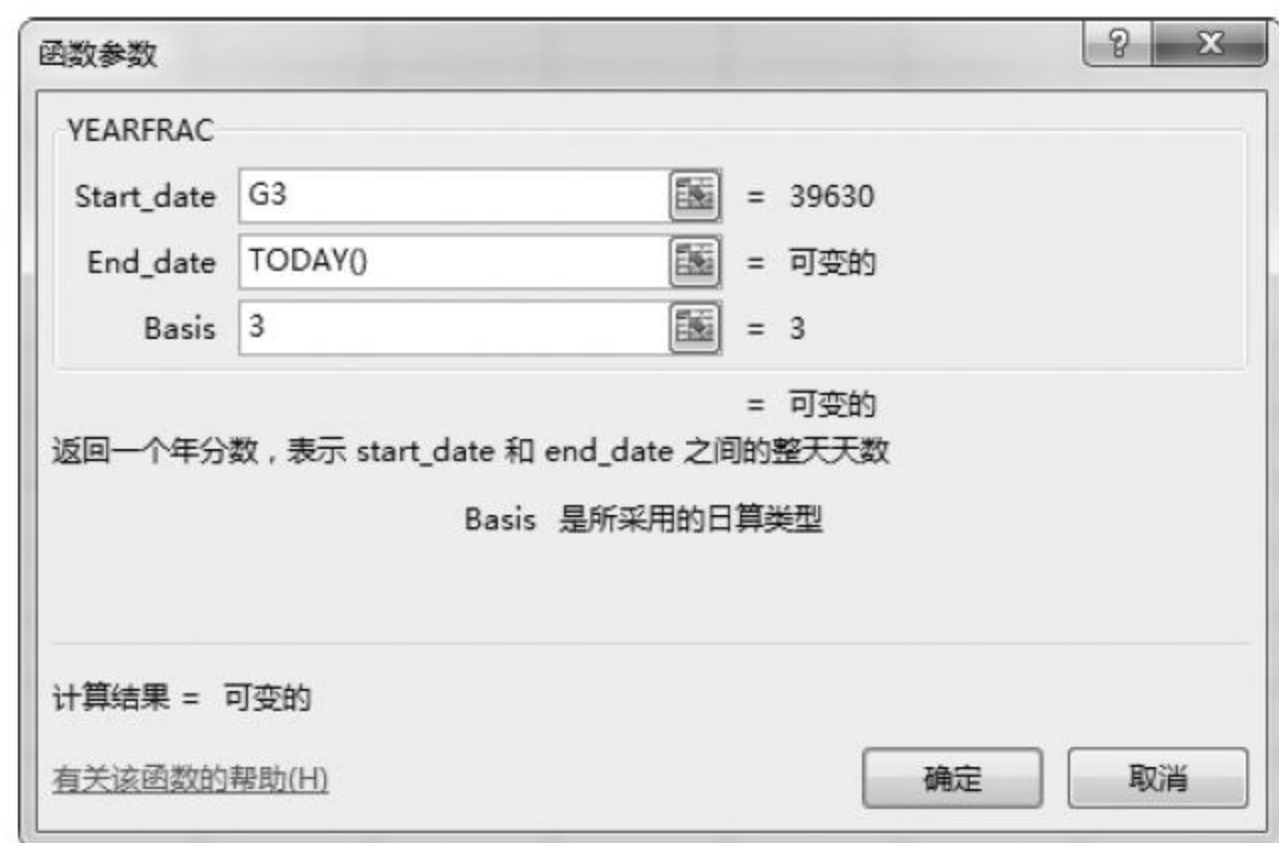 函数参数
YEARFRAC
Start_date G3 = 39630
End_date TODAY() = 可变的
Basis 3 = 3
= 可变的
返回一个年分数，表示 start_date 和 end_date 之间的整天天数
Basis 是所采用的日算类型
计算结果 = 可变的
有关该函数的帮助(H)
确定 取消